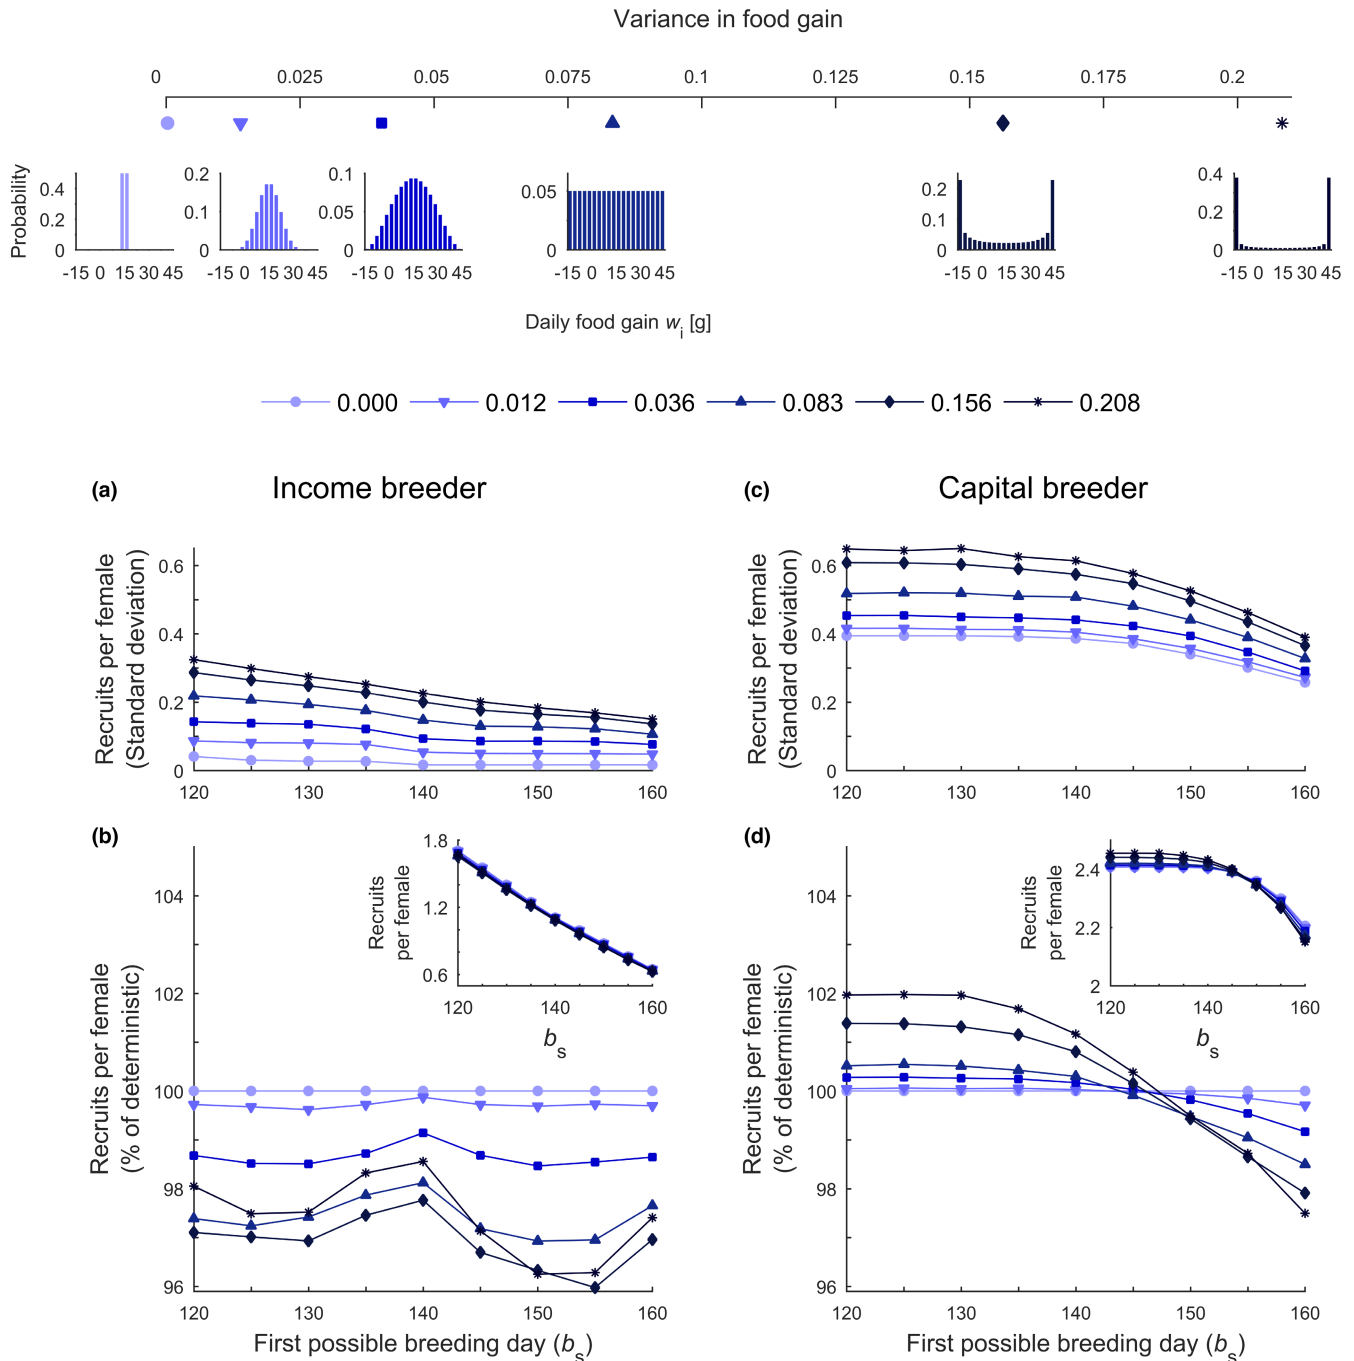 Variance in food gain
0 0.025 0.05 0.075 0.1 0.125 0.15 0.175 0.2
Probability
0.4 0.2 0
0.2 0.1 0
0.1 0.05 0
0.05 0
0.2 0.1 0
0.4 0.2 0
-15 0 15 30 45
-15 0 15 30 45
-15 0 15 30 45
-15 0 15 30 45
-15 0 15 30 45
-15 0 15 30 45
Daily food gain wi [g]
0.000 0.012 0.036 0.083 0.156 0.208
(a) Income breeder
Recruits per female
(Standard deviation)
0.6
0.4
0.2
0
120 130 140 150 160
(c) Capital breeder
Recruits per female
(Standard deviation)
0.6
0.4
0.2
0
120 130 140 150 160
(b)
Recruits per female
(% of deterministic)
104
102
100
98
96
120 130 140 150 160
First possible breeding day (bs)
Recruits
per female
1.8
1.2
0.6
120 140 160
bs
(d)
Recruits per female
(% of deterministic)
104
102
100
98
96
120 130 140 150 160
First possible breeding day (bs)
Recruits
per female
2.4
2.2
2
120 140 160
bs